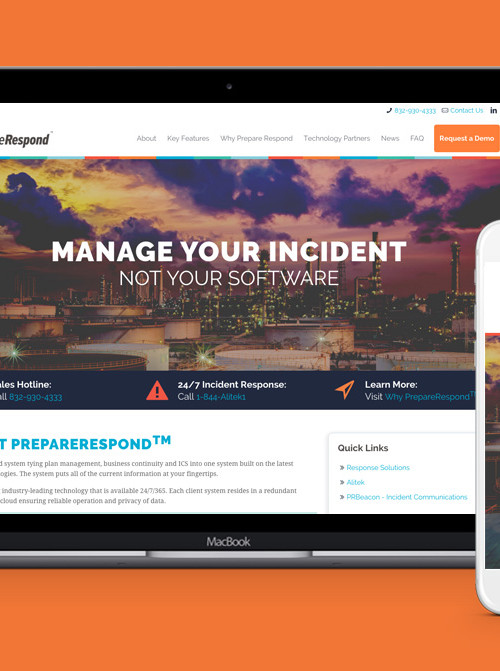 832-930-4333 Contact Us in
eRespond
About Key Features Why Prepare Respond Technology Partners News FAQ Request a Demo
MANAGE YOUR INCIDENT
NOT YOUR SOFTWARE
ales Hotline:
all 832-930-4333
24/7 Incident Response:
Call 1-844-Alitek1
Learn More:
Visit Why PrepareRespond™
T PREPARERESPOND™
d system tying plan management, business continuity and ICS into one system built on the latest
ogies. The system puts all of the current information at your fingertips.
industry-leading technology that is available 24/7/365. Each client system resides in a redundant
cloud ensuring reliable operation and privacy of data.
Quick Links
» Response Solutions
» Alitek
» PRBeacon - Incident Communications
MacBook